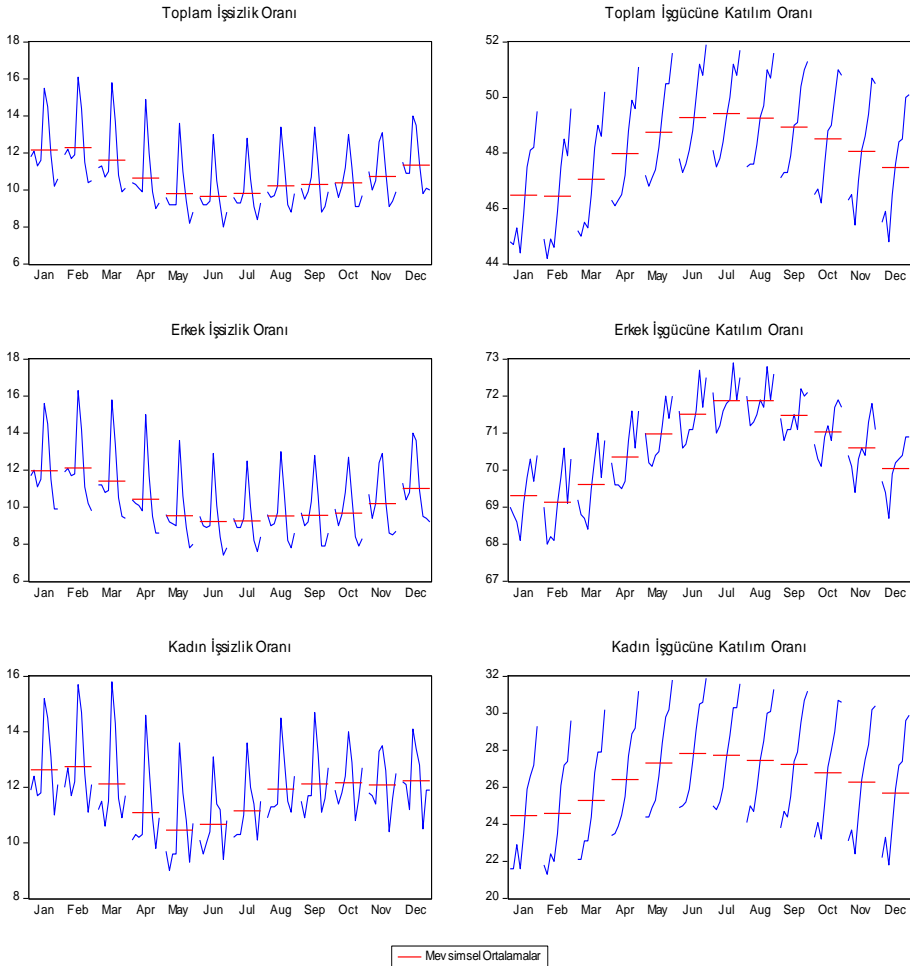 Toplam İşsizlik Oranı
18
16
14
12
10
8
6
Jan Feb Mar Apr May Jun Jul Aug Sep Oct Nov Dec
Toplam İşgücüne Katılım Oranı
52
50
48
46
44
Jan Feb Mar Apr May Jun Jul Aug Sep Oct Nov Dec
Erkek İşsizlik Oranı
18
16
14
12
10
8
6
Jan Feb Mar Apr May Jun Jul Aug Sep Oct Nov Dec
Erkek İşgücüne Katılım Oranı
73
72
71
70
69
68
67
Jan Feb Mar Apr May Jun Jul Aug Sep Oct Nov Dec
Kadın İşsizlik Oranı
16
14
12
10
8
Jan Feb Mar Apr May Jun Jul Aug Sep Oct Nov Dec
Kadın İşgücüne Katılım Oranı
32
30
28
26
24
22
20
Jan Feb Mar Apr May Jun Jul Aug Sep Oct Nov Dec
Mevsimsel Ortalamalar